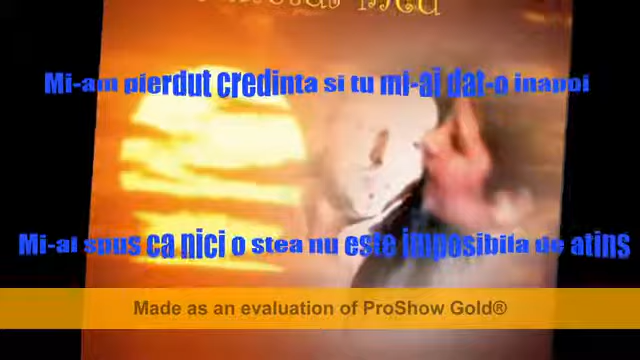 Mi-am pierdut credinta si tu mi-ai dat-o inapoi
Mi-ai spus ca nici o stea nu este imposibila de atins
Made as an evaluation of ProShow Gold®